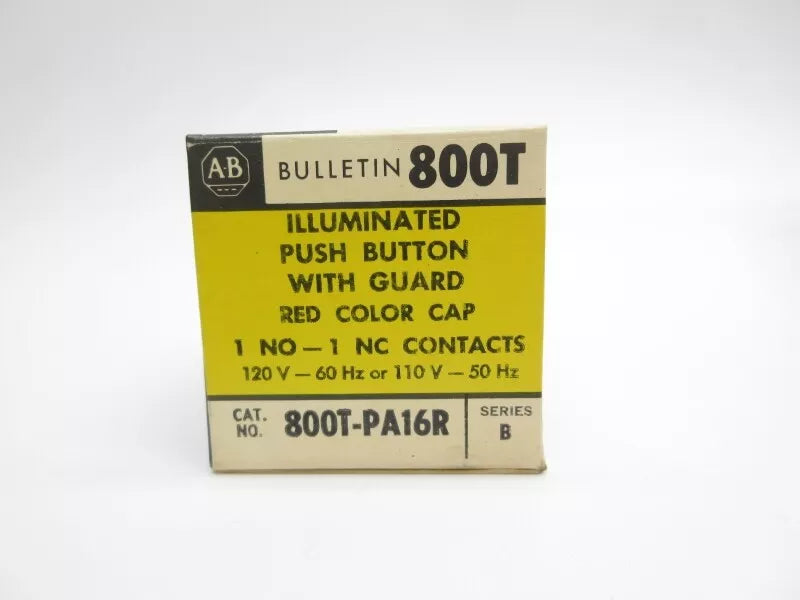 A-B BULLETIN 800T
ILLUMINATED
PUSH BUTTON
WITH GUARD
RED COLOR CAP
1 NO – 1 NC CONTACTS
120 V – 60 Hz or 110 V – 50 Hz
CAT. NO. 800T-PA16R SERIES B